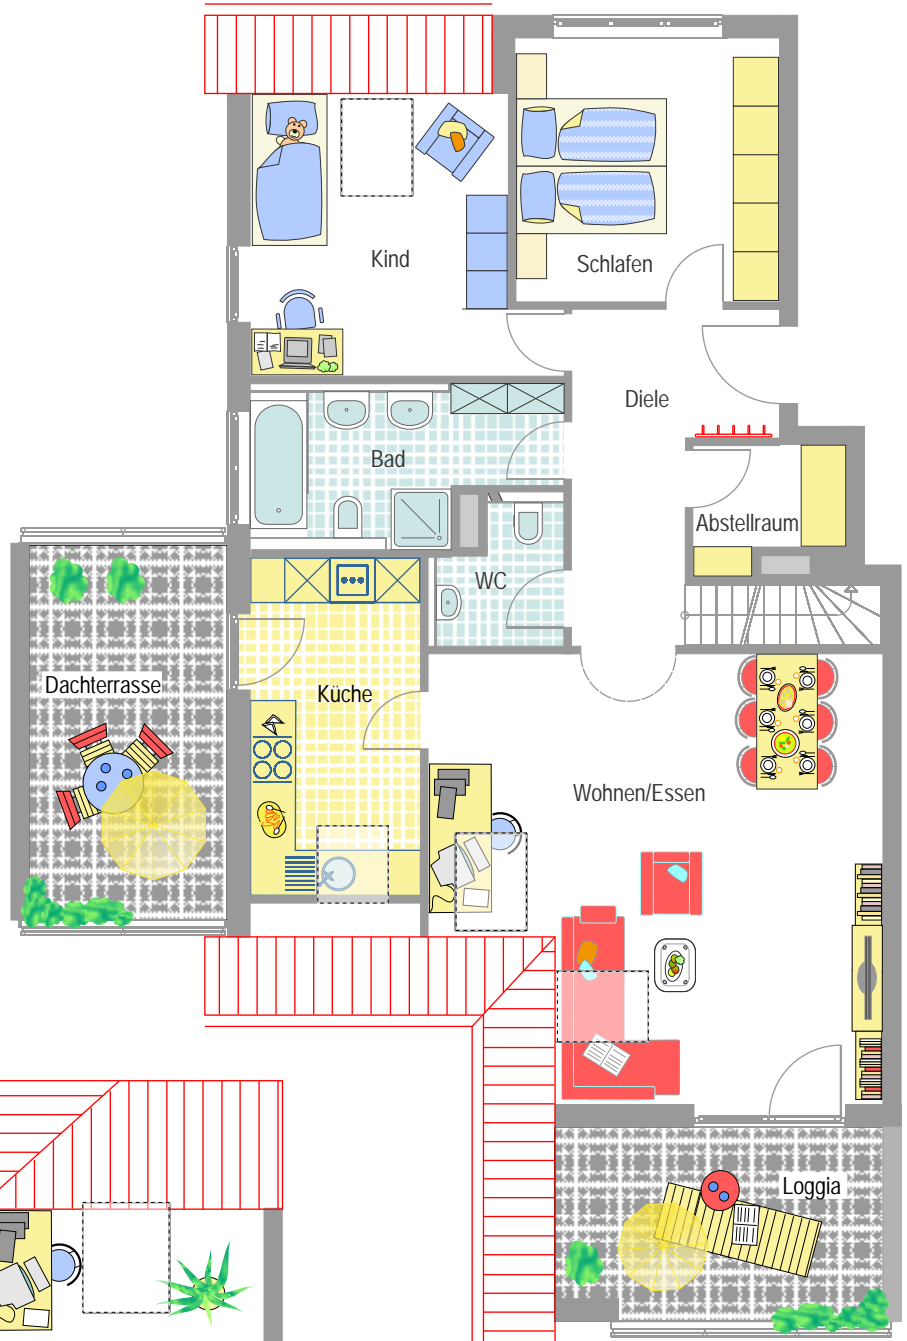 Kind
Schlafen
Diele
Bad
Abstellraum
WC
Dachterrasse
Küche
Wohnen/Essen
Loggia